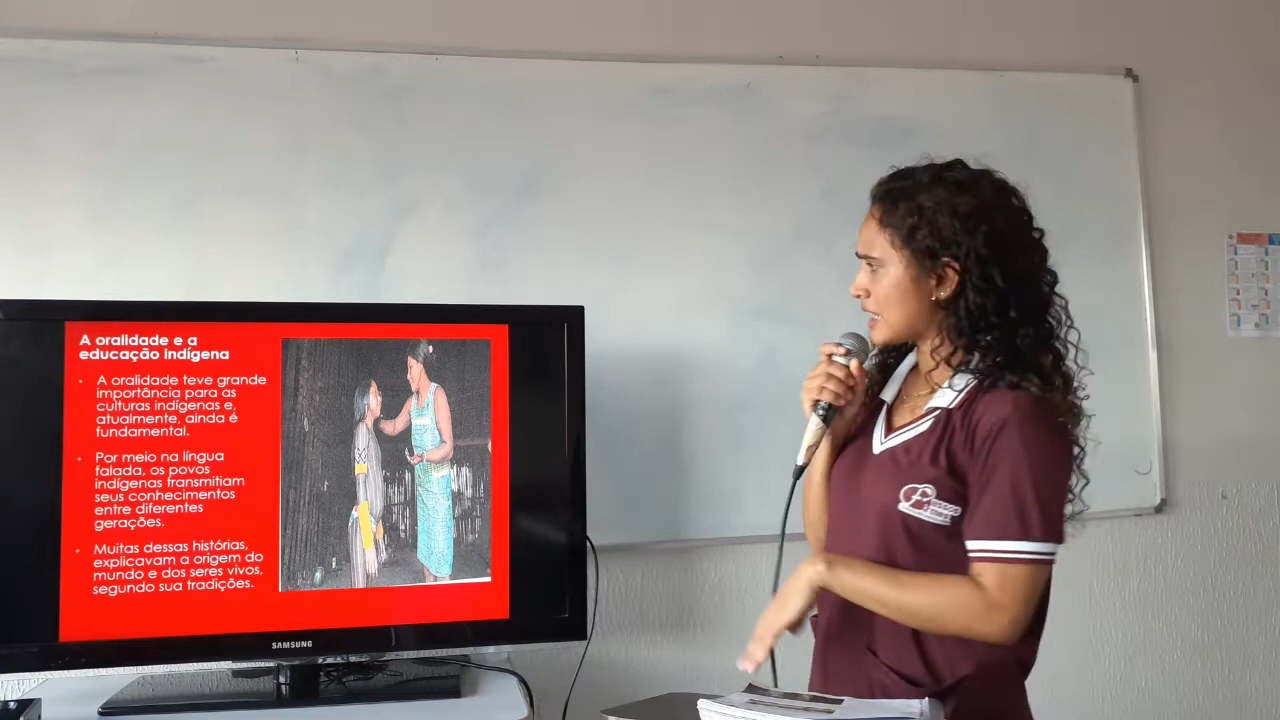 A oralidade e a
educação indígena
• A oralidade teve grande
importância para as
culturas indígenas e,
atualmente, ainda é
fundamental.
• Por meio na língua
falada, os povos
indígenas transmitiam
seus conhecimentos
entre diferentes
gerações.
• Muitas dessas histórias,
explicavam a origem do
mundo e dos seres vivos,
segundo sua tradições.
SAMSUNG